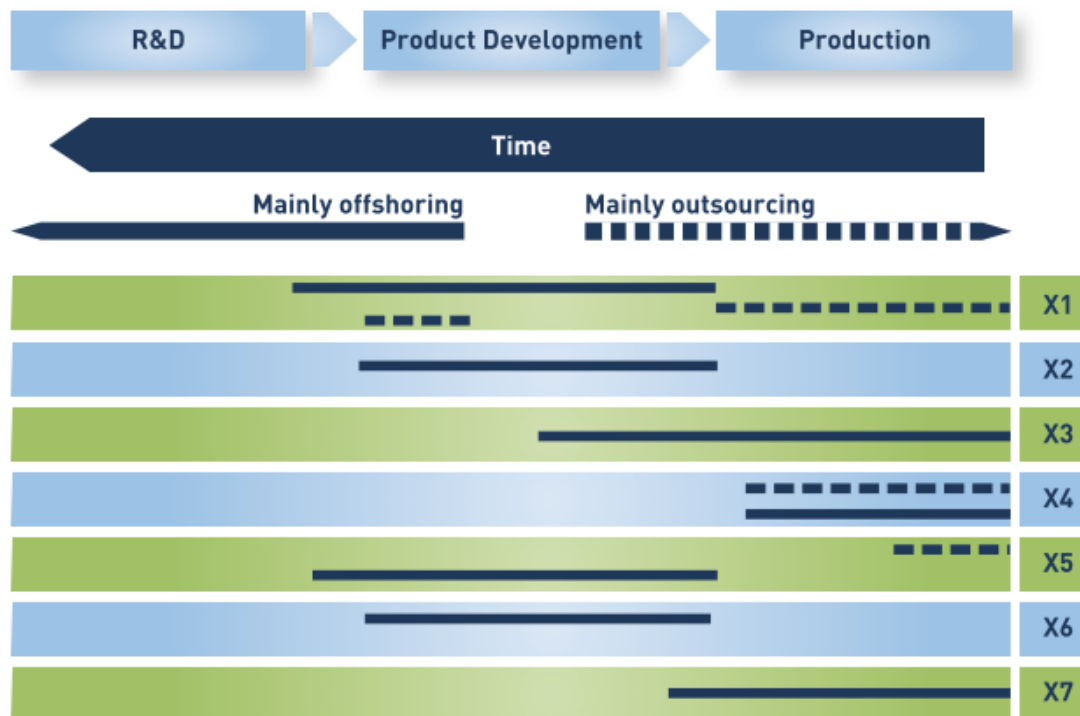 R&D
Product Development
Production
Time
Mainly offshoring
Mainly outsourcing
X1
X2
X3
X4
X5
X6
X7